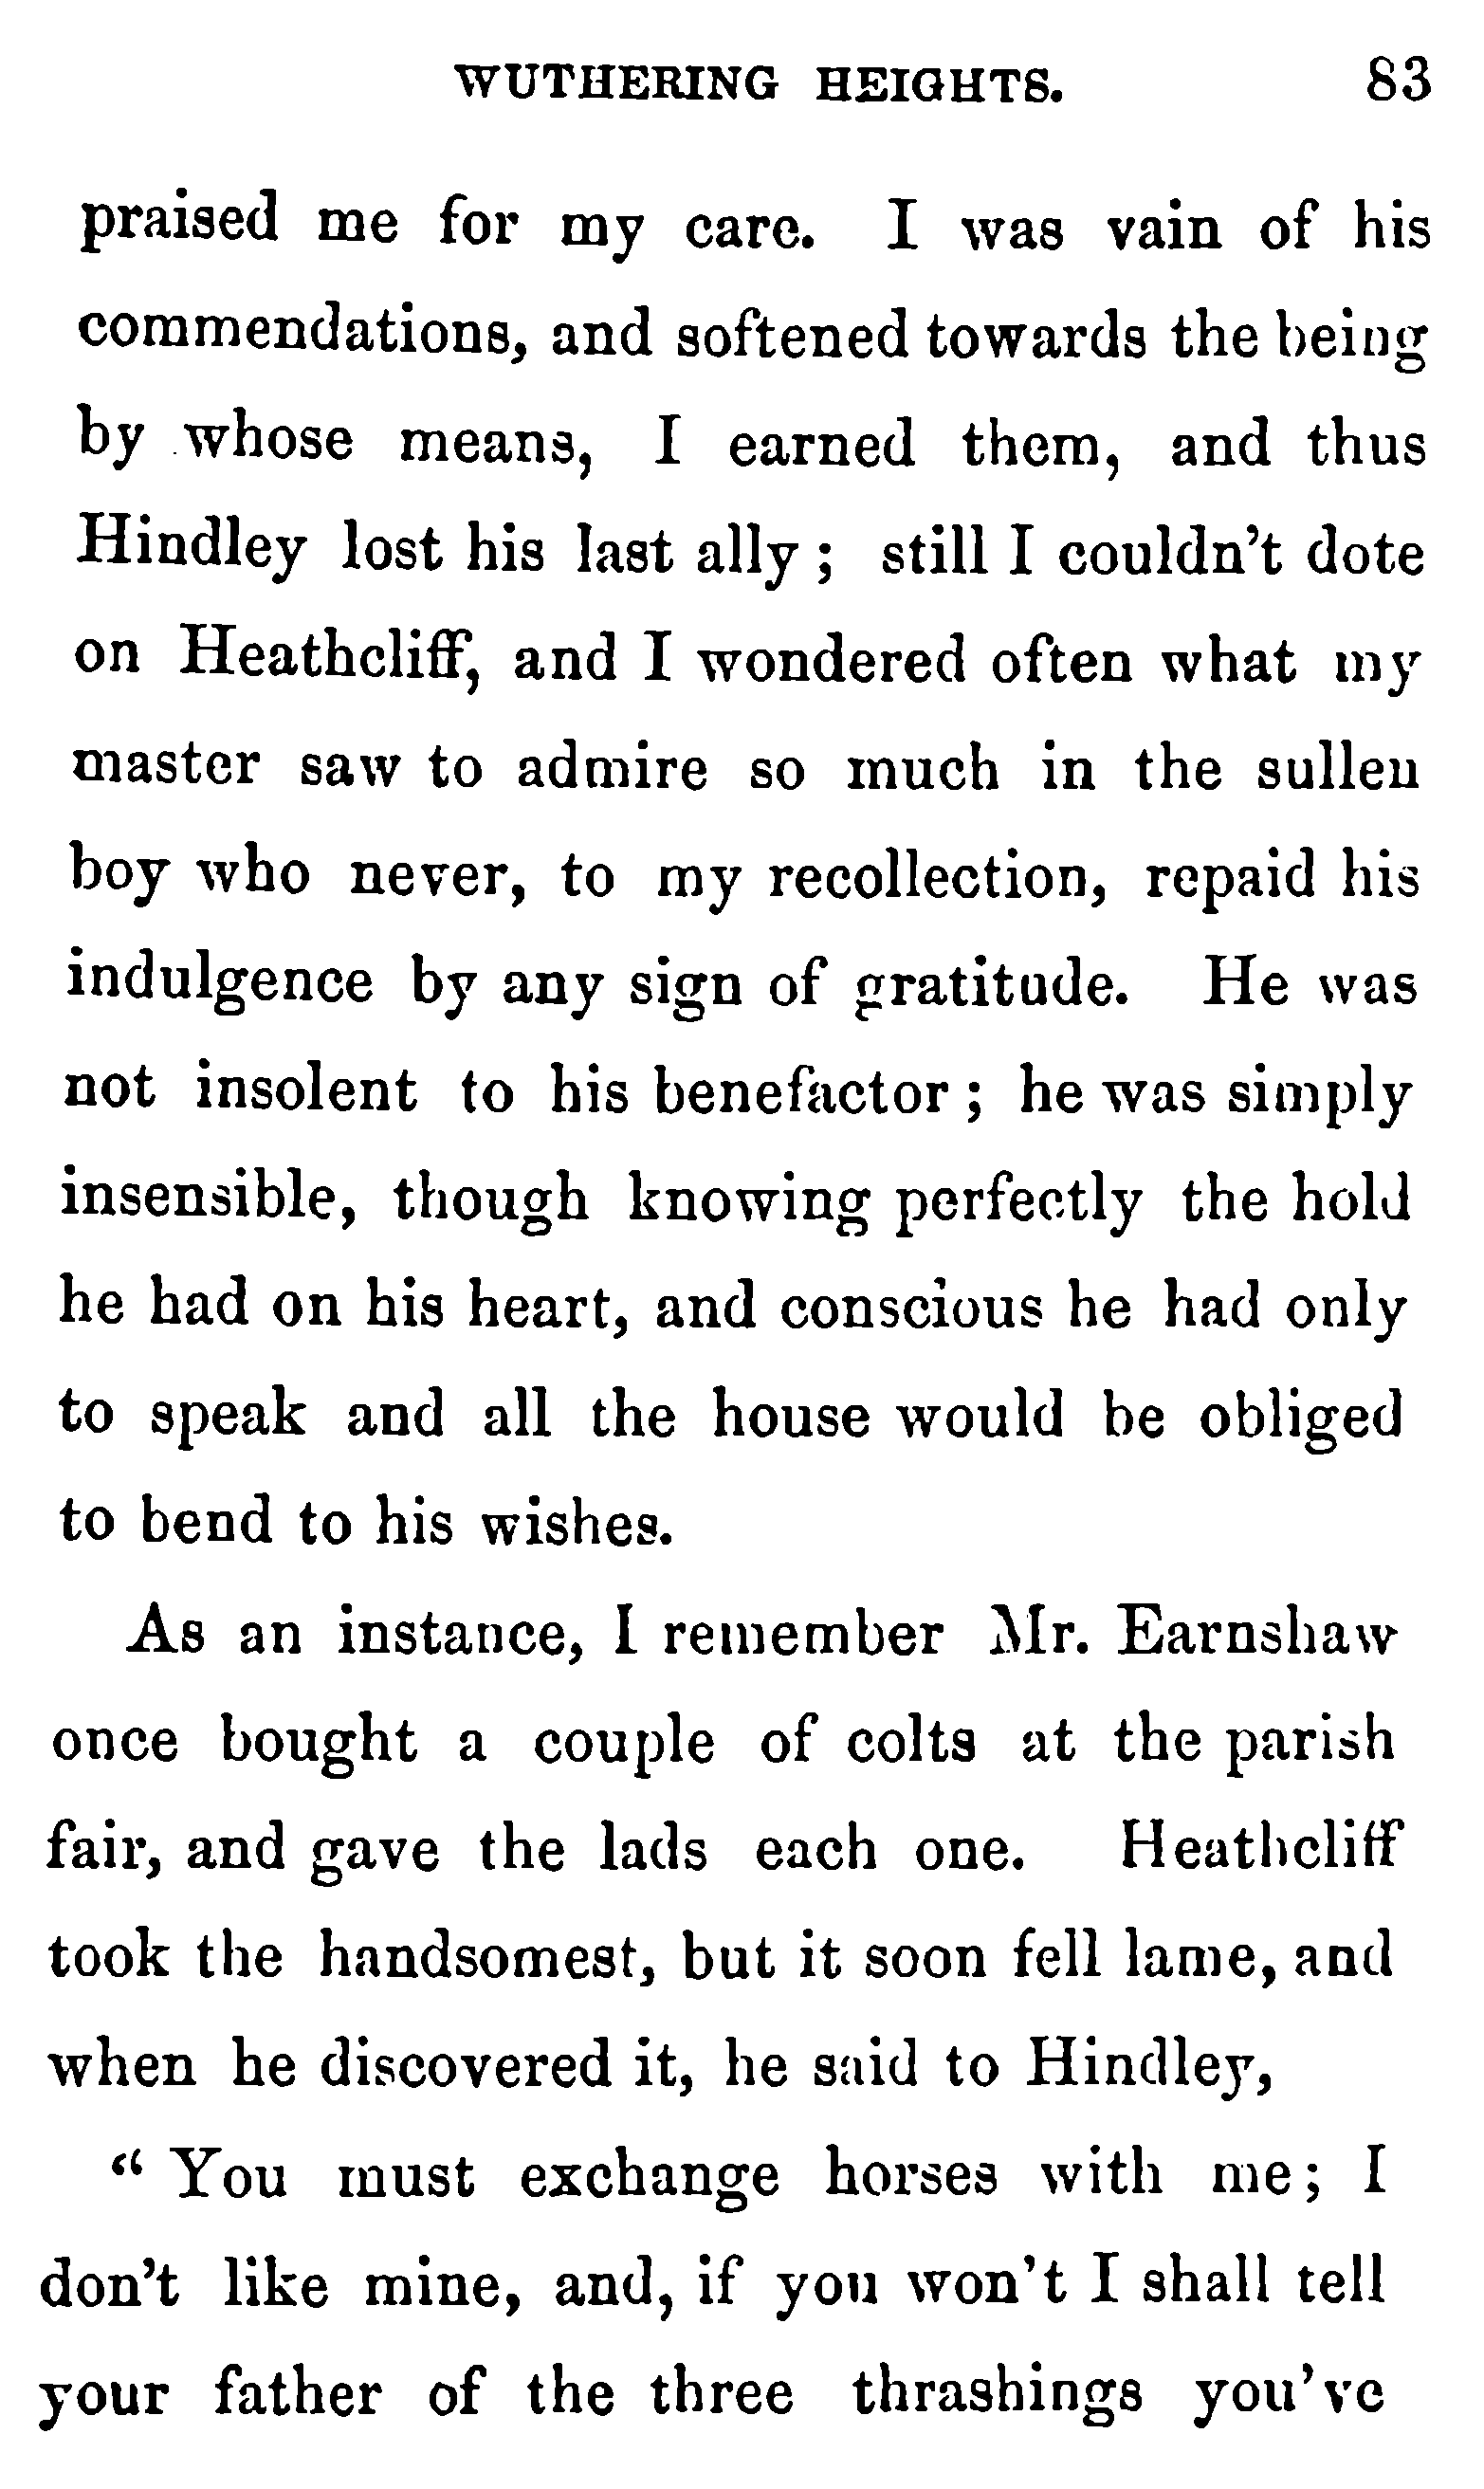 WUTHERING HEIGHTS. 83
praised me for my care. I was vain of his
commendations, and softened towards the being
by whose means, I earned them, and thus
Hindley lost his last ally ; still I couldn't dote
on Heathcliff, and I wondered often what my
master saw to admire so much in the sullen
boy who never, to my recollection, repaid his
indulgence by any sign of gratitude. He was
not insolent to his benefactor ; he was simply
insensible, though knowing perfectly the hold
he had on his heart, and conscious he had only
to speak and all the house would be obliged
to bend to his wishes.
As an instance, I remember Mr. Earnshaw
once bought a couple of colts at the parish
fair, and gave the lads each one. Heathcliff
took the handsomest, but it soon fell lame, and
when he discovered it, he said to Hindley,
“ You must exchange horses with me ; I
don't like mine, and, if you won't I shall tell
your father of the three thrashings you've